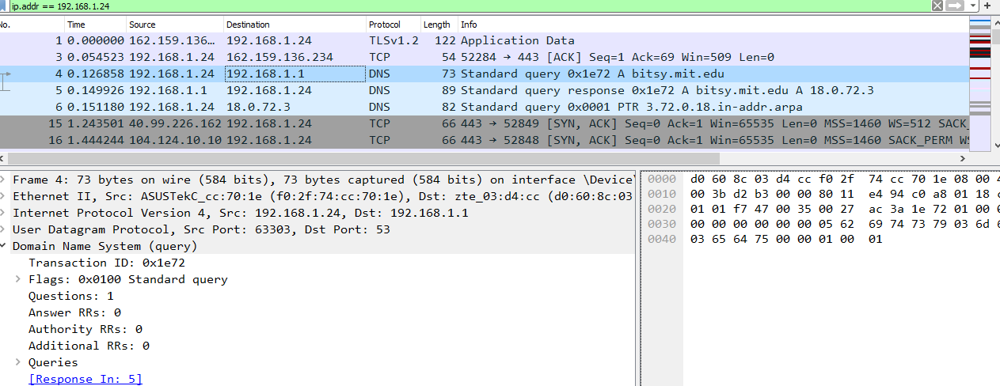 ip.addr == 192.168.1.24
No. Time Source Destination Protocol Length Info
1 0.000000 162.159.136… 192.168.1.24 TLSv1.2 122 Application Data
3 0.054523 192.168.1.24 162.159.136.234 TCP 54 52284 → 443 [ACK] Seq=1 Ack=69 Win=509 Len=0
4 0.126858 192.168.1.24 192.168.1.1 DNS 73 Standard query 0x1e72 A bitsy.mit.edu
5 0.149926 192.168.1.1 192.168.1.24 DNS 89 Standard query response 0x1e72 A bitsy.mit.edu A 18.0.72.3
6 0.151180 192.168.1.24 18.0.72.3 DNS 82 Standard query 0x0001 PTR 3.72.0.18.in-addr.arpa
15 1.243501 40.99.226.162 192.168.1.24 TCP 66 443 → 52849 [SYN, ACK] Seq=0 Ack=1 Win=65535 Len=0 MSS=1460 WS=512 SACK_
16 1.444244 104.124.10.10 192.168.1.24 TCP 66 443 → 52848 [SYN, ACK] Seq=0 Ack=1 Win=65535 Len=0 MSS=1460 SACK_PERM WS
Frame 4: 73 bytes on wire (584 bits), 73 bytes captured (584 bits) on interface \Device\
Ethernet II, Src: ASUSTekC_cc:70:1e (f0:2f:74:cc:70:1e), Dst: zte_03:d4:cc (d0:60:8c:03
Internet Protocol Version 4, Src: 192.168.1.24, Dst: 192.168.1.1
User Datagram Protocol, Src Port: 63303, Dst Port: 53
Domain Name System (query)
Transaction ID: 0x1e72
Flags: 0x0100 Standard query
Questions: 1
Answer RRs: 0
Authority RRs: 0
Additional RRs: 0
Queries
[Response In: 5]
0000 d0 60 8c 03 d4 cc f0 2f 74 cc 70 1e 08 00 4
0010 00 3b d2 b3 00 00 80 11 e4 94 c0 a8 01 18 c
0020 01 01 f7 47 00 35 00 27 ac 3a 1e 72 01 00 0
0030 00 00 00 00 00 00 05 62 69 74 73 79 03 6d 6
0040 03 65 64 75 00 00 01 00 01